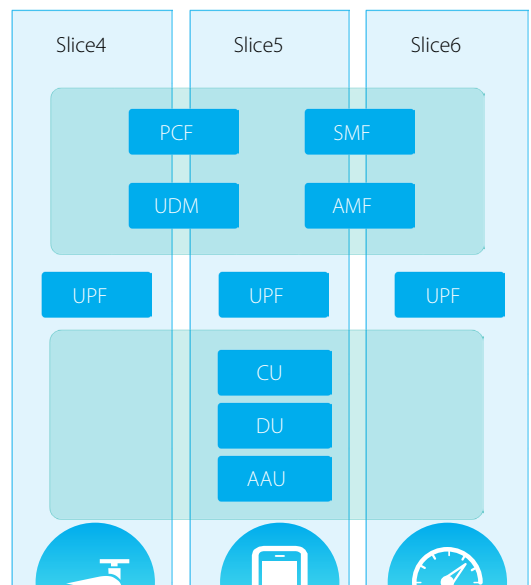 Slice4 Slice5 Slice6
PCF SMF
UDM AMF
UPF UPF UPF
CU
DU
AAU